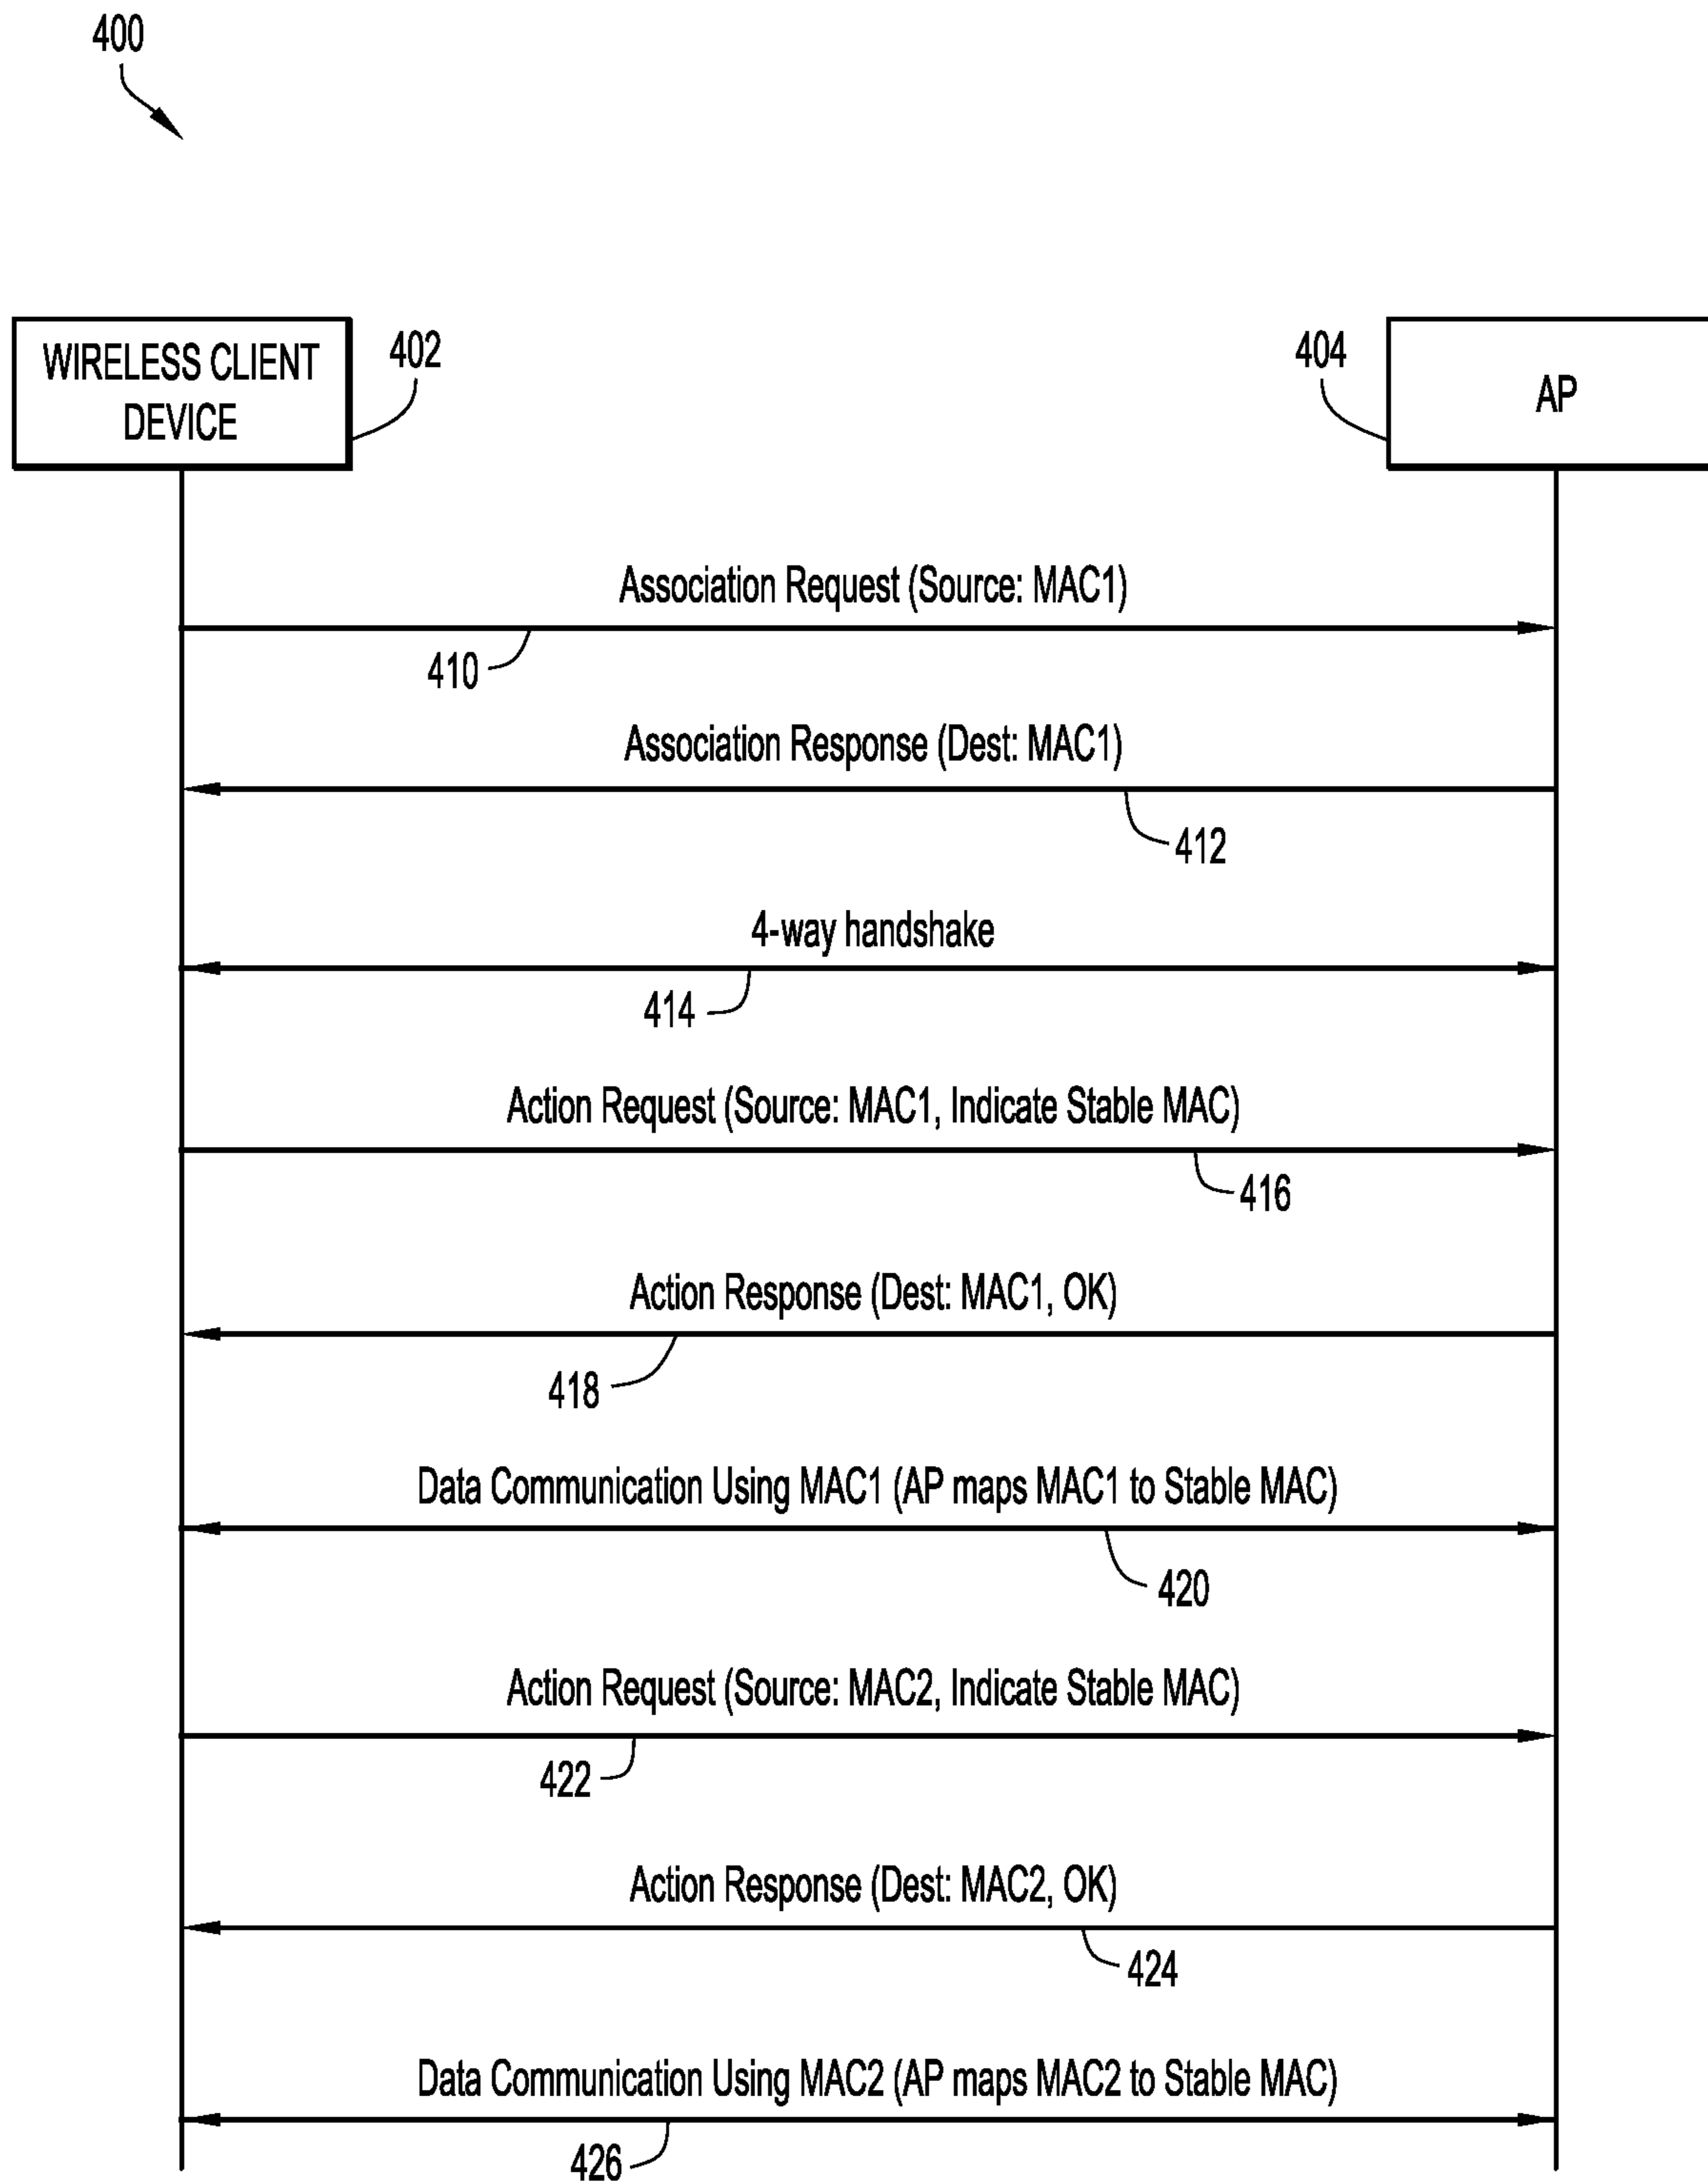 400
WIRELESS CLIENT
DEVICE
402
404
AP
Association Request (Source: MAC1)
410
Association Response (Dest: MAC1)
412
4-way handshake
414
Action Request (Source: MAC1, Indicate Stable MAC)
416
Action Response (Dest: MAC1, OK)
418
Data Communication Using MAC1 (AP maps MAC1 to Stable MAC)
420
Action Request (Source: MAC2, Indicate Stable MAC)
422
Action Response (Dest: MAC2, OK)
424
Data Communication Using MAC2 (AP maps MAC2 to Stable MAC)
426